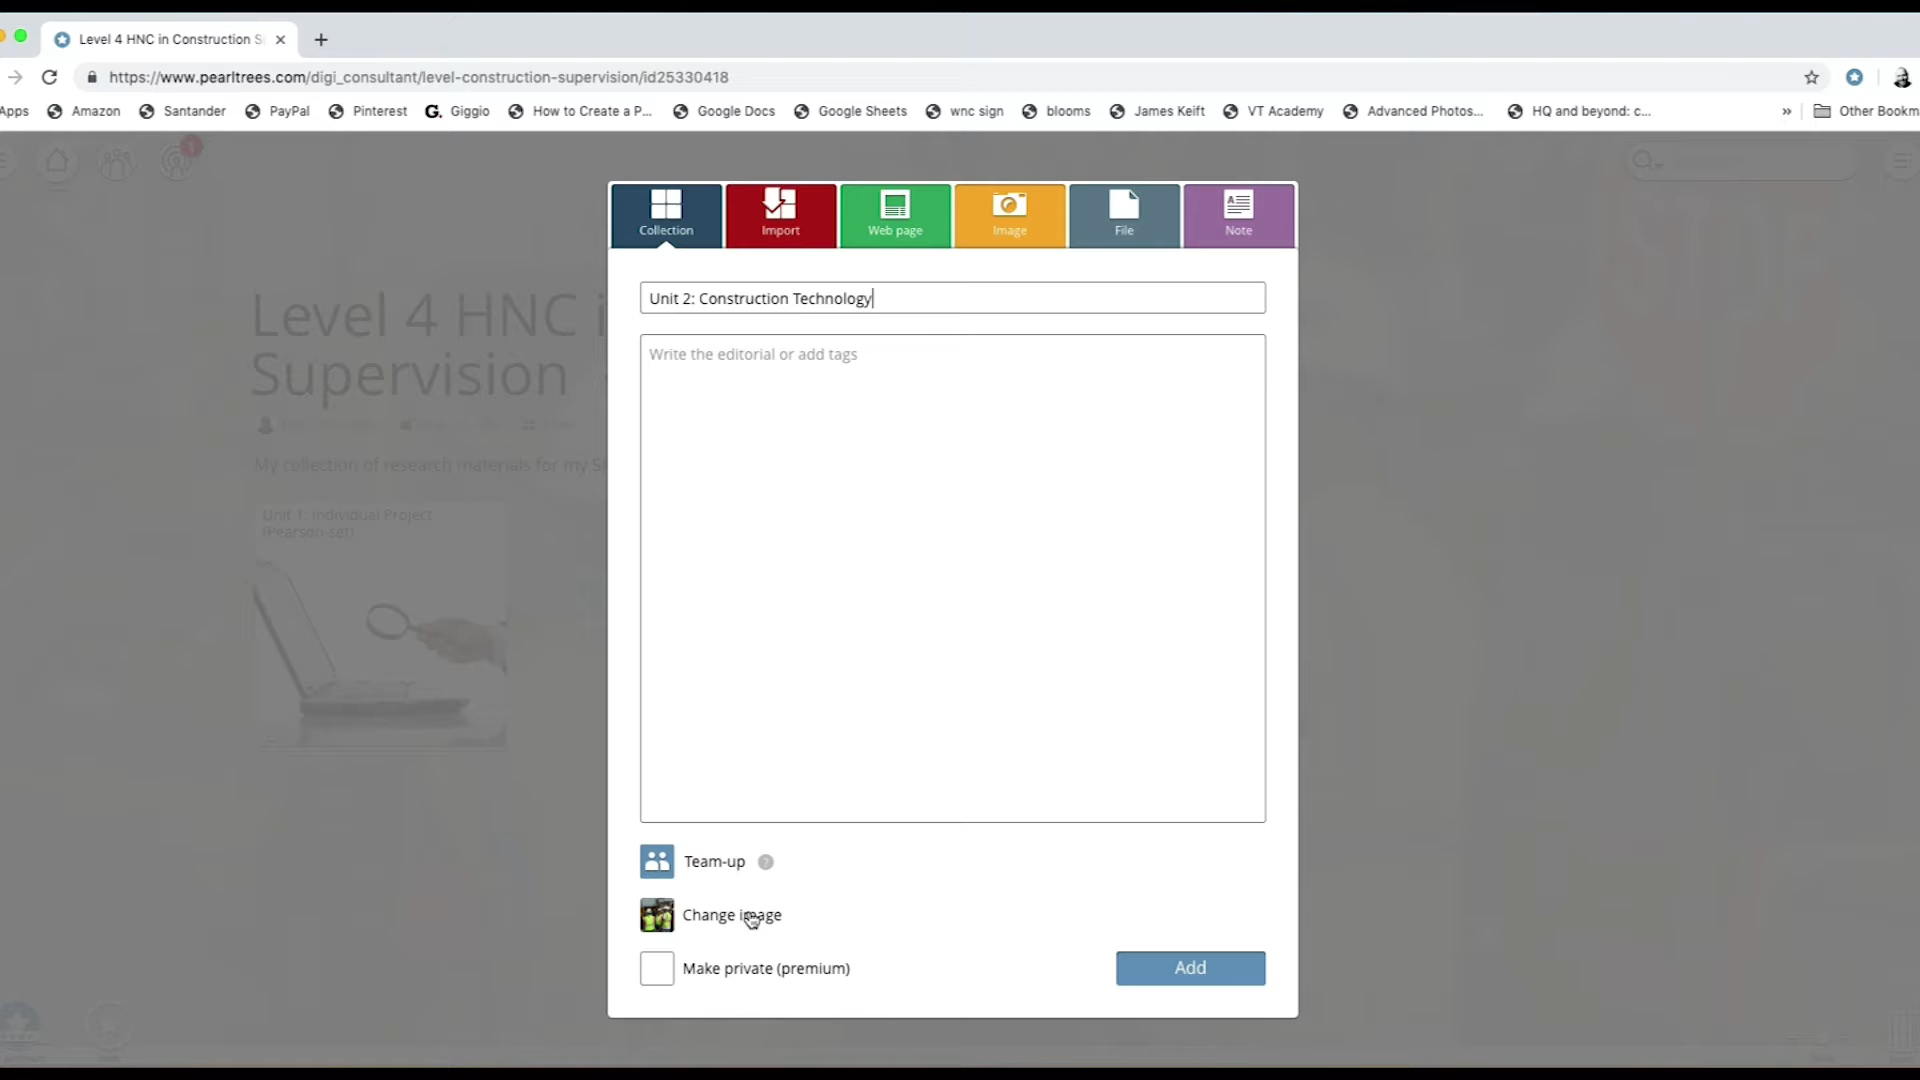 Level 4 HNC in Construction S
https://www.pearltrees.com/digi_consultant/level-construction-supervision/id25330418
Apps Amazon Santander PayPal Pinterest G. Giggio How to Create a P... Google Docs Google Sheets wnc sign blooms James Keift VT Academy Advanced Photos... HQ and beyond: c... » Other Bookm
1
Collection Import Web page Image File Note
Unit 2: Construction Technology
Write the editorial or add tags
Level 4 HNC i
Supervision
My collection of research materials for my S
Unit 1: Individual Project
(Pearson-set)
Team-up ?
Change image
Make private (premium)
Add